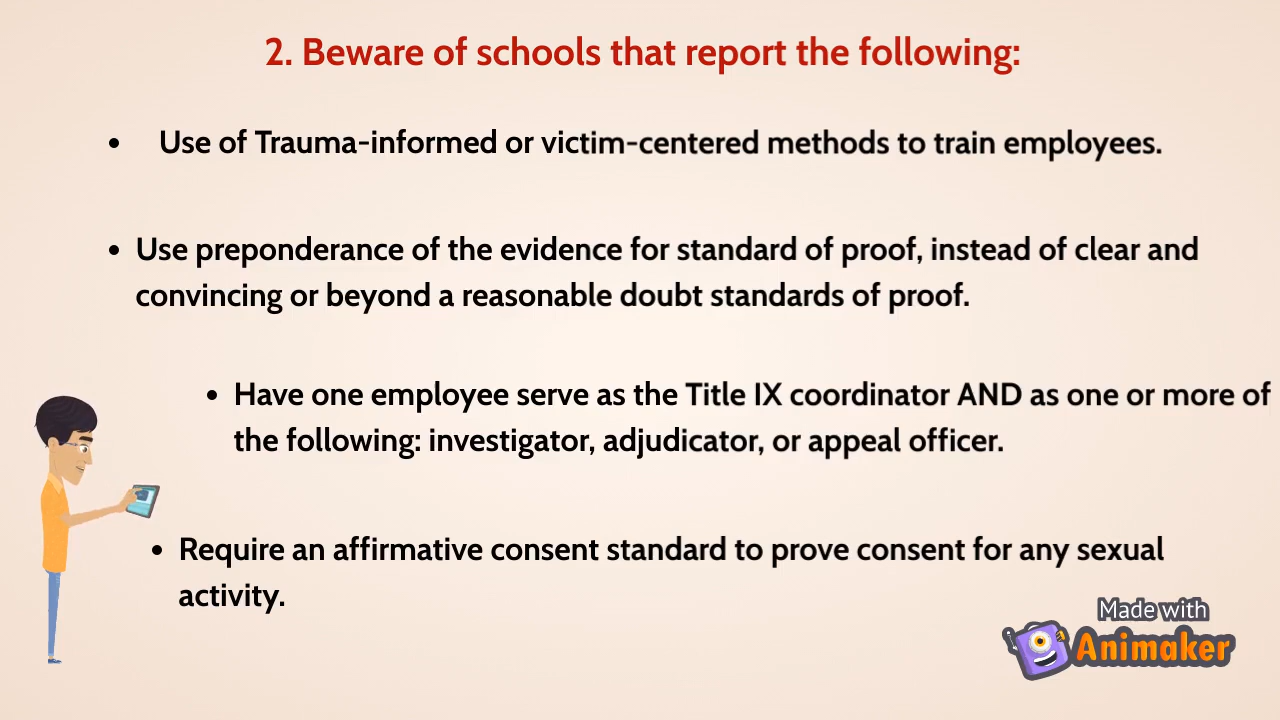 2. Beware of schools that report the following:
• Use of Trauma-informed or victim-centered methods to train employees.
• Use preponderance of the evidence for standard of proof, instead of clear and
convincing or beyond a reasonable doubt standards of proof.
• Have one employee serve as the Title IX coordinator AND as one or more of
the following: investigator, adjudicator, or appeal officer.
• Require an affirmative consent standard to prove consent for any sexual
activity.
Made with
Animaker